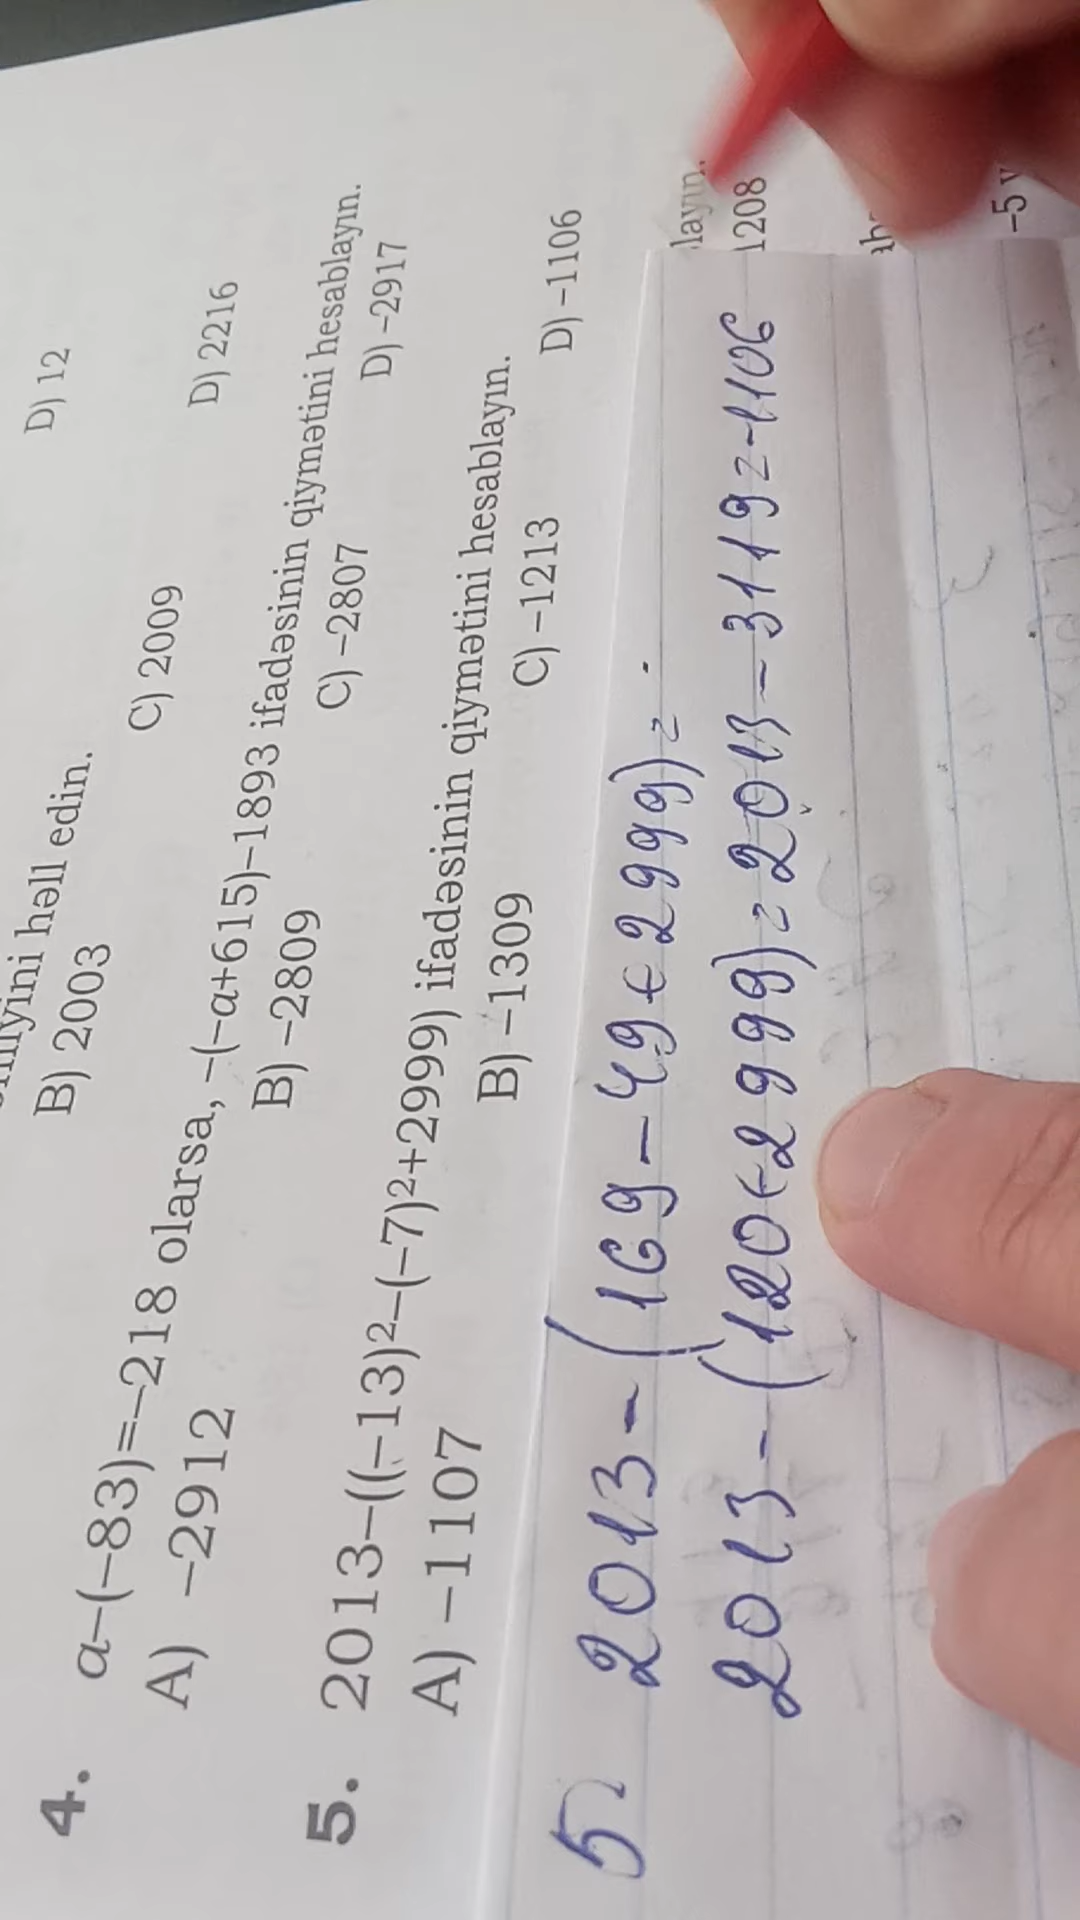 yini həll edin.
B) 2003 C) 2009 D) 12
4. a–(–83)=–218 olarsa, –(–a+615)–1893 ifadəsinin qiymətini hesablayın.
D) 2216
A) –2912 B) –2809 C) –2807 D) –2917
5. 2013–((–13)²–(–7)²+2999) ifadəsinin qiymətini hesablayın.
A) –1107 B) –1309 C) –1213 D) –1106
layın.
1208
5) 2013 – (169 – 49 + 2999) =
2013 – (120 + 2999) = 2013 – 3119 = –1106
–5 v